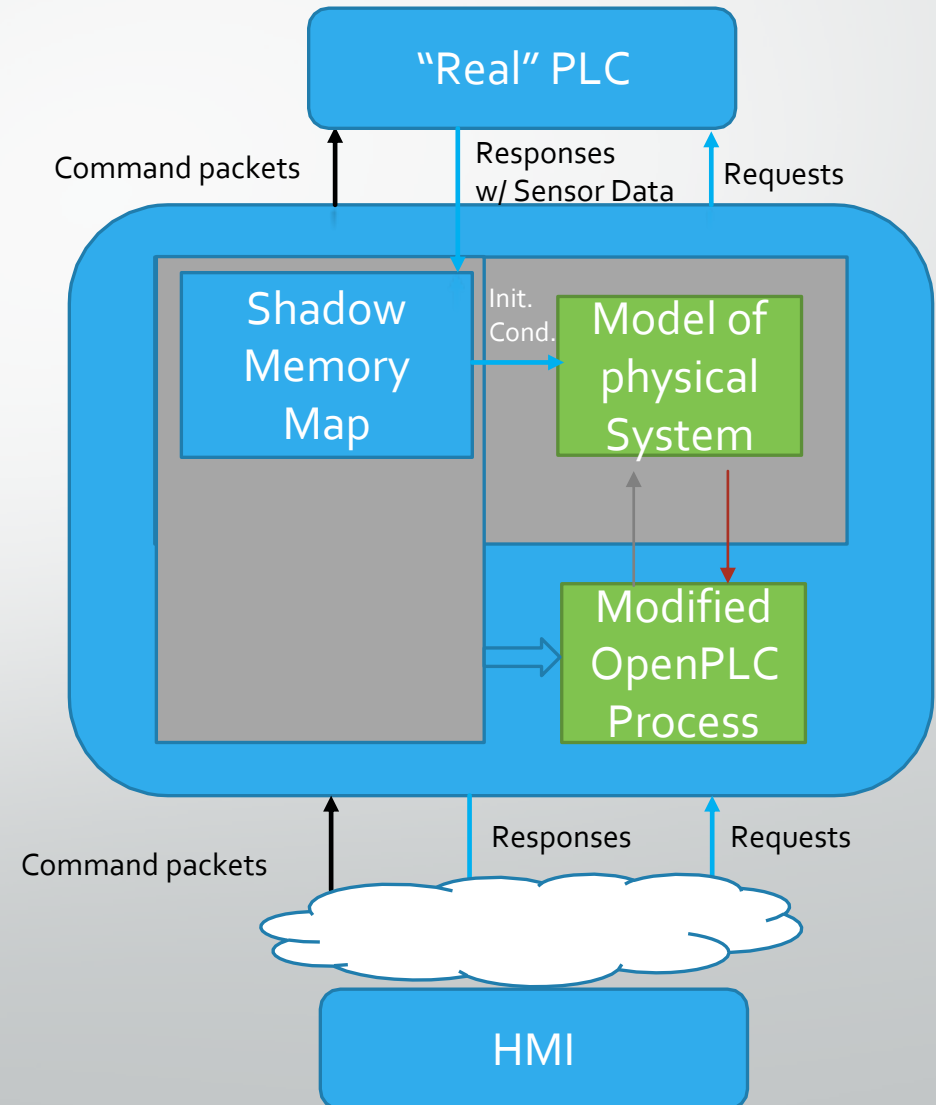 “Real” PLC
Command packets
Responses
w/ Sensor Data
Requests
Shadow
Memory
Map
Init.
Cond.
Model of
physical
System
Modified
OpenPLC
Process
Command packets
Responses
Requests
HMI